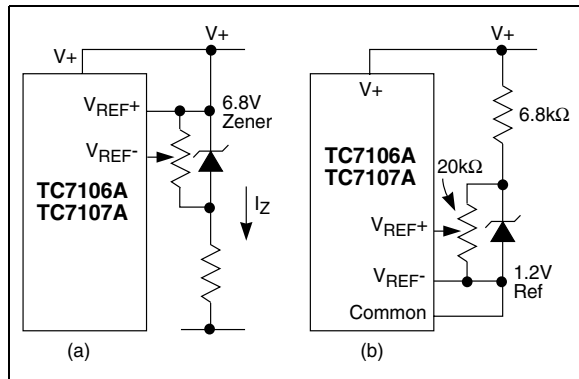 V+
V+
VREF+
6.8V
Zener
VREF-
TC7106A
TC7107A
IZ
(a)
V+
V+
6.8kΩ
TC7106A
TC7107A
20kΩ
VREF+
VREF-
1.2V
Ref
Common
(b)